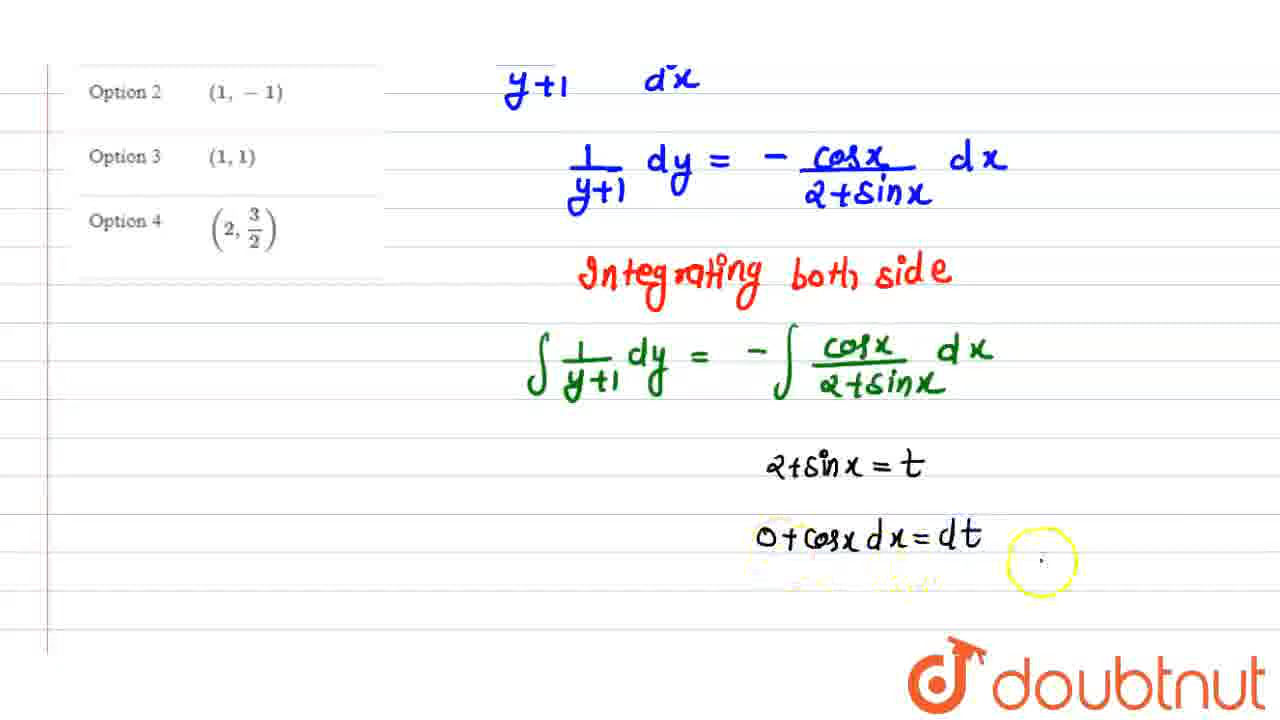 Option 2 (1, − 1)
Option 3 (1, 1)
Option 4 (2, 3/2)
y+1 dx
1/y+1 dy = - cosx/2+sinx dx
Integrating both side
∫ 1/y+1 dy = -∫ cosx/2+sinx dx
2+sinx = t
0+cosx dx = dt
doubtnut